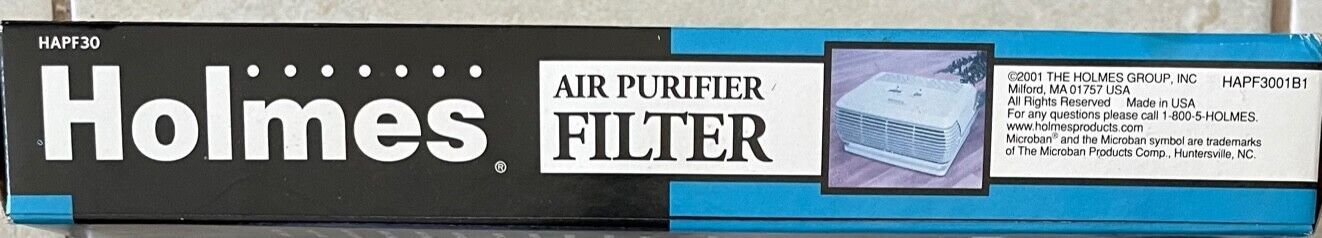 HAPF30
Holmes®
AIR PURIFIER
FILTER
©2001 THE HOLMES GROUP, INC
Milford, MA 01757 USA
All Rights Reserved Made in USA
For any questions please call 1-800-5-HOLMES.
www.holmesproducts.com
Microban® and the Microban symbol are trademarks
of The Microban Products Comp., Huntersville, NC.
HAPF3001B1